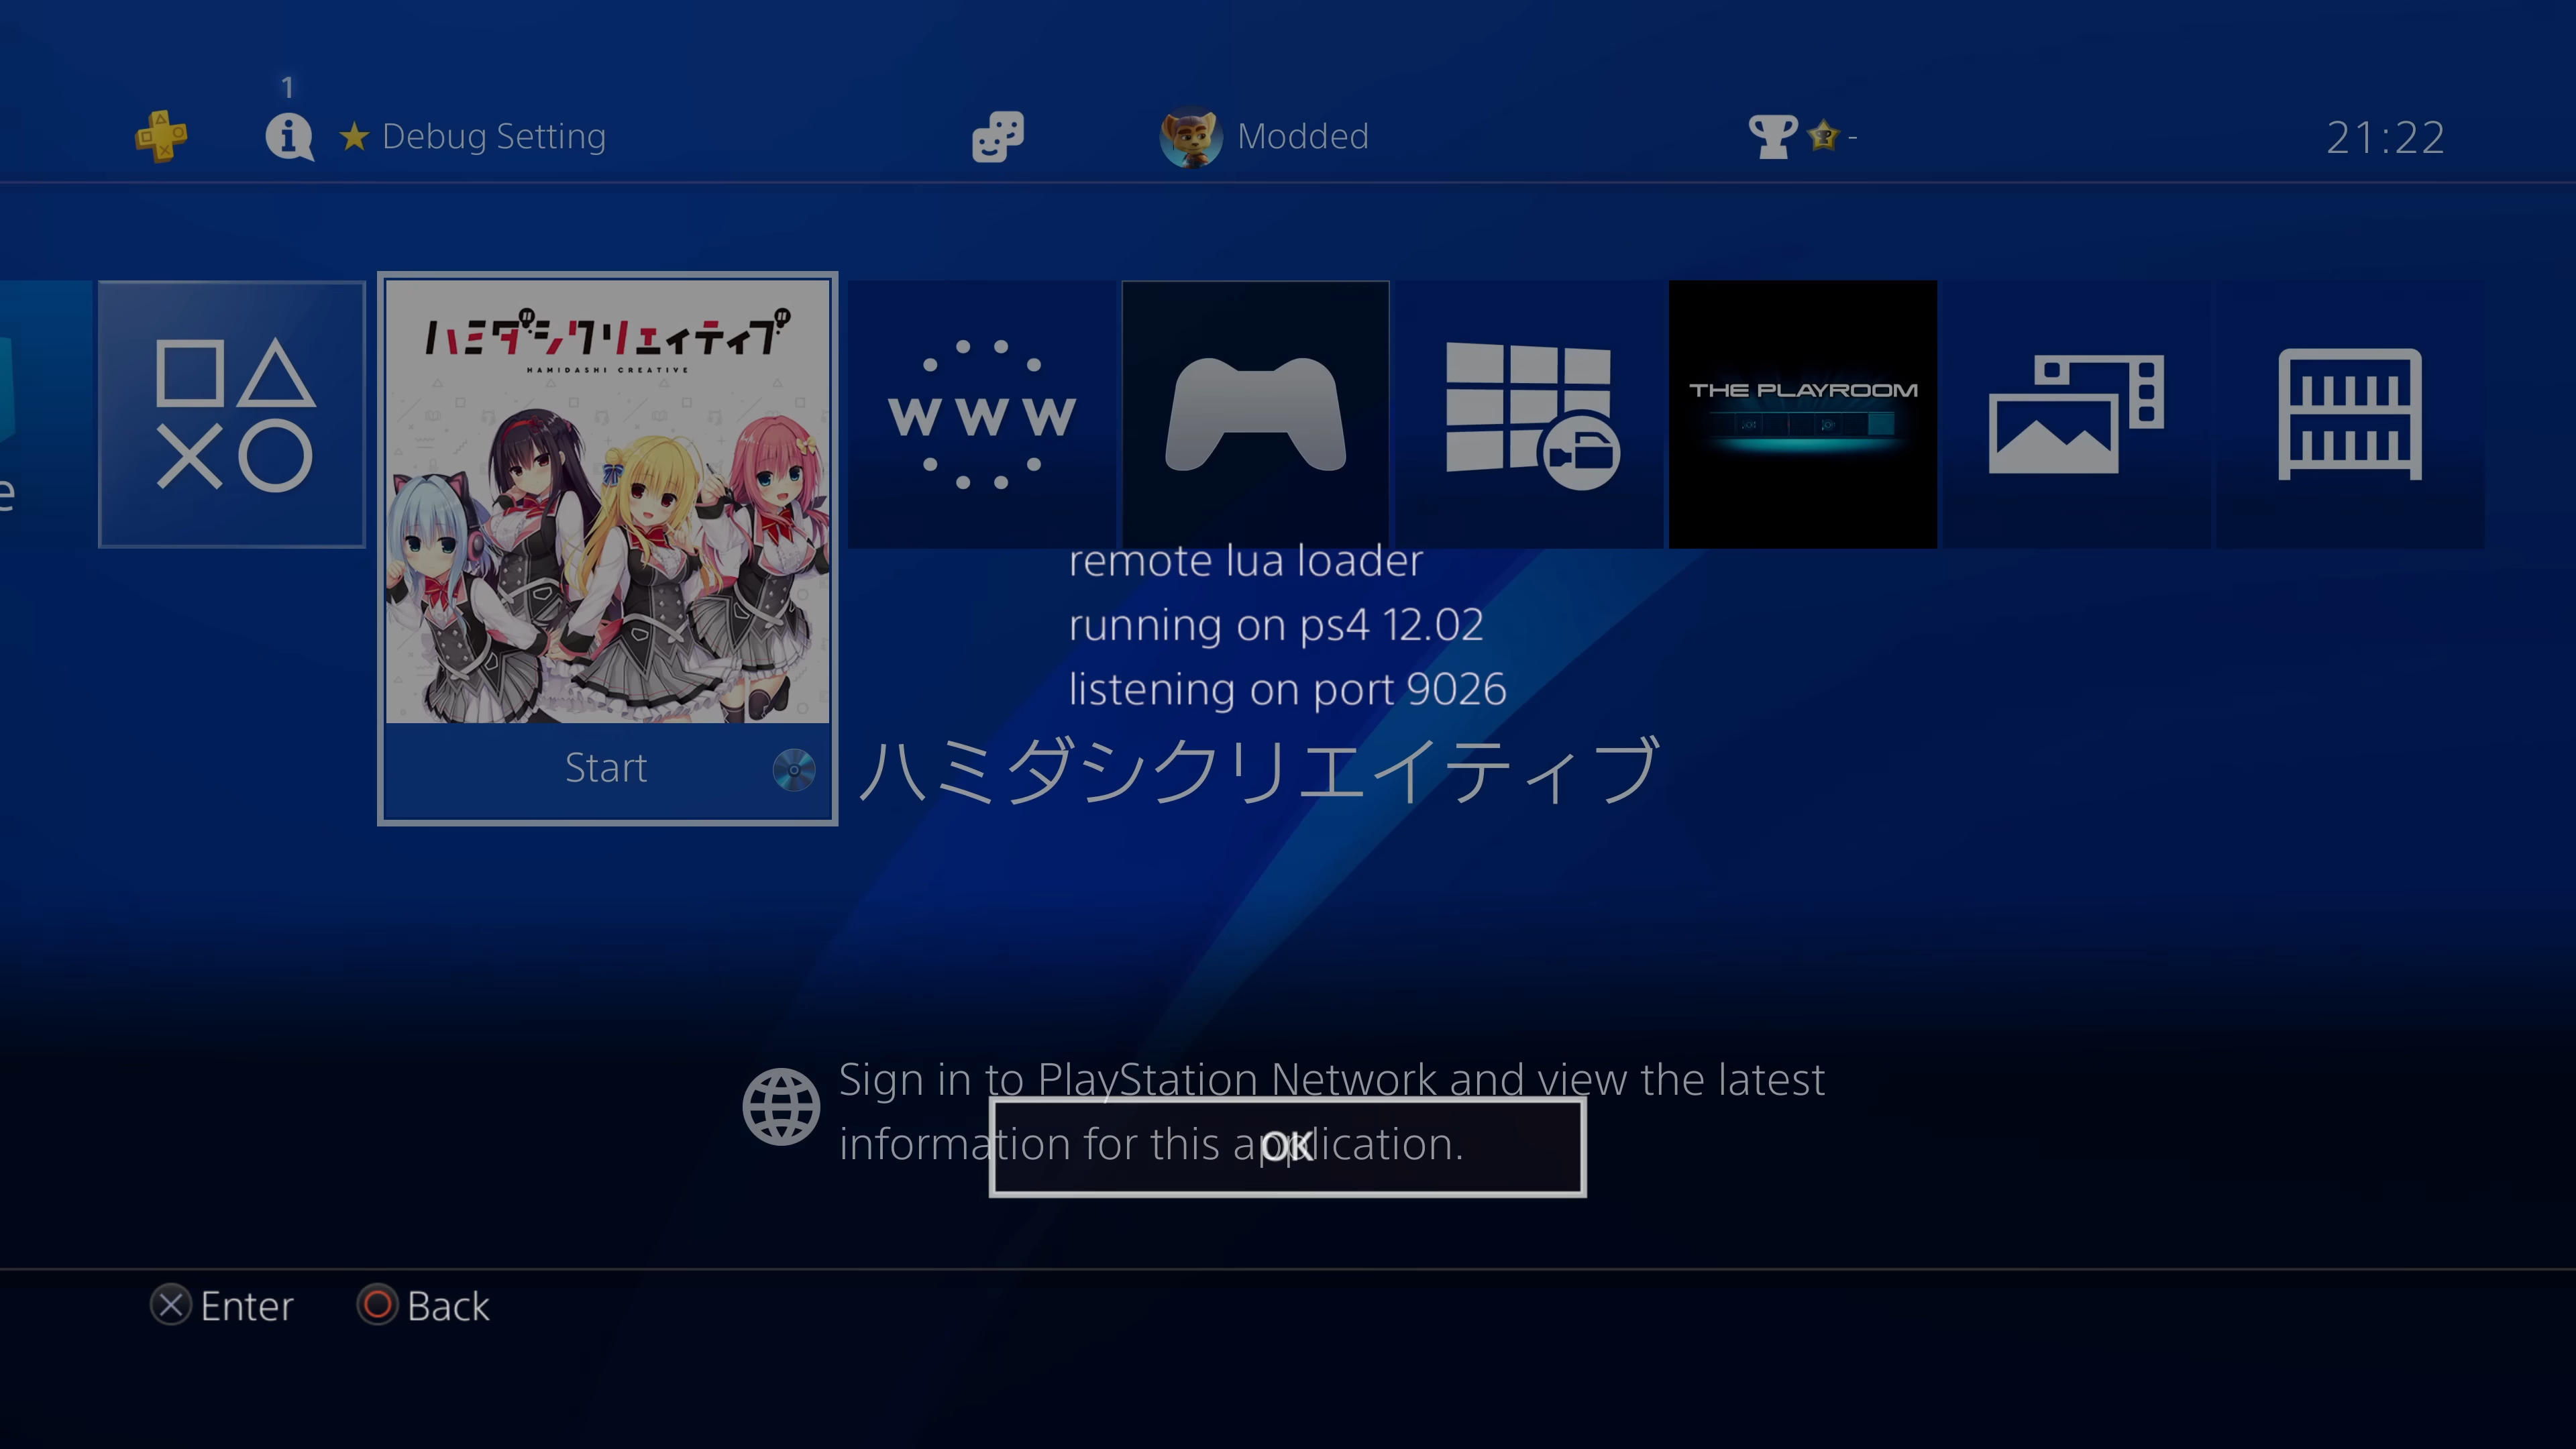 1
Debug Setting
Modded
-
21:22
ハミダシクリエイティブ
HAMIDASHI CREATIVE
WWW
THE PLAYROOM
e
remote lua loader
running on ps4 12.02
listening on port 9026
Start
ハミダシクリエイティブ
Sign in to PlayStation Network and view the latest
information for this application.
OK
Enter
Back